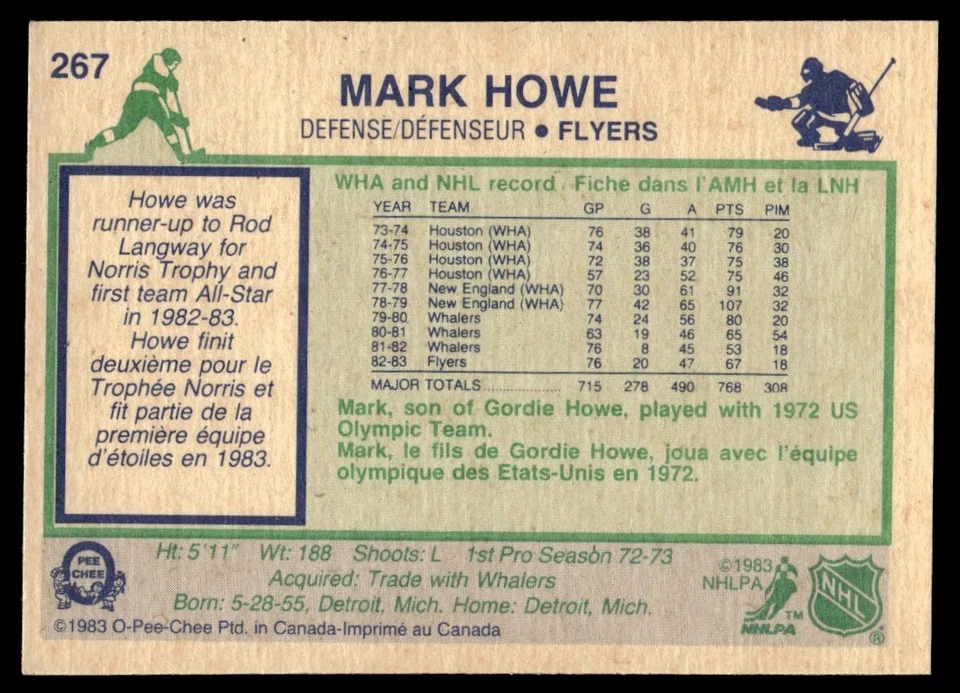 267
MARK HOWE
DEFENSE/DÉFENSEUR ● FLYERS
Howe was
runner-up to Rod
Langway for
Norris Trophy and
first team All-Star
in 1982-83.
Howe finit
deuxième pour le
Trophée Norris et
fit partie de la
première équipe
d'étoiles en 1983.
WHA and NHL record Fiche dans l'AMH et la LNH
YEAR TEAM GP G A PTS PIM
73-74 Houston (WHA) 76 38 41 79 20
74-75 Houston (WHA) 74 36 40 76 30
75-76 Houston (WHA) 72 38 37 75 38
76-77 Houston (WHA) 57 23 52 75 46
77-78 New England (WHA) 70 30 61 91 32
78-79 New England (WHA) 77 42 65 107 32
79-80 Whalers 74 24 56 80 20
80-81 Whalers 63 19 46 65 54
81-82 Whalers 76 8 45 53 18
82-83 Flyers 76 20 47 67 18
MAJOR TOTALS 715 278 490 768 308
Mark, son of Gordie Howe, played with 1972 US
Olympic Team.
Mark, le fils de Gordie Howe, joua avec l'équipe
olympique des Etats-Unis en 1972.
O PEE CHEE
Ht: 5'11" Wt: 188 Shoots: L 1st Pro Season 72-73
Acquired: Trade with Whalers
Born: 5-28-55, Detroit, Mich. Home: Detroit, Mich.
©1983 O-Pee-Chee Ptd. in Canada-Imprimé au Canada
©1983
NHLPA
TM
NHLPA
NHL
®